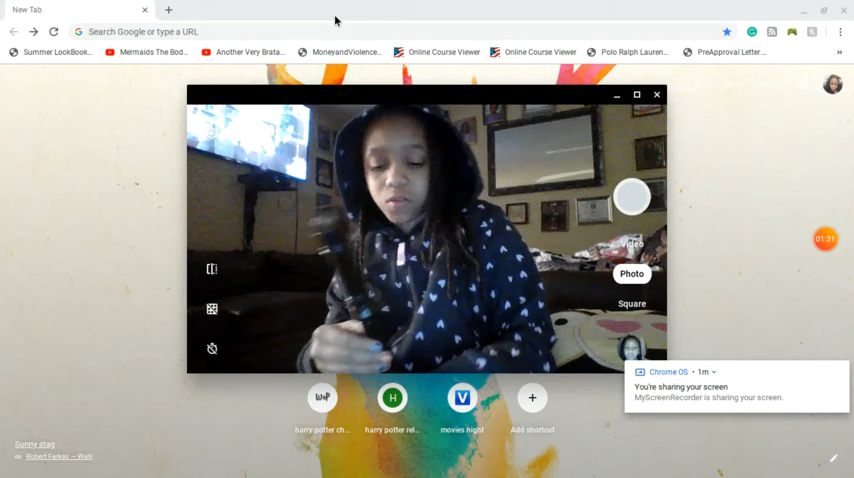 New Tab
Search Google or type a URL
Summer LookBook...
Mermaids The Bod...
Another Very Brata...
MoneyandViolence...
Online Course Viewer
Online Course Viewer
Polo Ralph Lauren...
PreApproval Letter....
»
Video
Photo
Square
01:31
Chrome OS • 1m
You're sharing your screen
MyScreenRecorder is sharing your screen.
W♥P
H
V
harry potter ch...
harry potter rel...
movies night
Add shortcut
Sunny stag
Robert Farkas — Walli